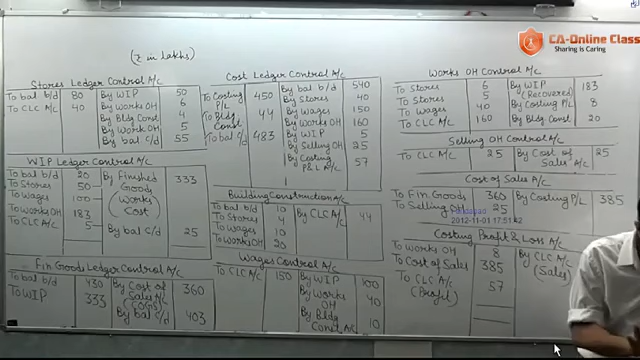 CA-Online Class
Sharing is Caring
(₹ in lakhs)
Stores Ledger Control A/c
To bal b/d 80 By WIP 50
To CLC A/c 40 By Works OH 6
By Bldg Const 4
By Work OH 5
By bal c/d 55
WIP Ledger Control A/c
To bal b/d 20 By Finished 333
To Stores 50 Goods
To Wages 100 (Works
To Works OH 183 Cost)
To CLC A/c 5
By bal c/d 25
Fin Goods Ledger Control A/c
To bal b/d 430 By Cost of 360
To WIP 333 Sales A/c
(COGS)
By bal c/d 403
Cost Ledger Control A/c
To Costing 450 By bal b/d 540
P/L By Stores 40
To Bldg 44 By Wages 150
Const By Works OH 160
To bal c/d 483 By WIP 5
By Selling OH 25
By Costing 57
P&L A/c
Building Construction A/c
To bal b/d 10 By CLC A/c 44
To Stores 4
To Wages 10
To Works OH 20
Wages Control A/c
To CLC A/c 150 By WIP 100
By Works 40
OH
By Bldg 10
Const A/c
Works OH Control A/c
To Stores 6 By WIP 183
To Stores 5 (Recovered)
To Wages 40 By Costing P/L 8
To CLC A/c 160 By Bldg Const 20
Selling OH Control A/c
To CLC A/c 25 By Cost of 25
Sales A/c
Cost of Sales A/c
To Fin. Goods 360 By Costing P/L 385
To Selling OH 25
2012-11-01 17:51:42
Costing Profit & Loss A/c
To Works OH 8 By CLC A/c
To Cost of Sales 385 (Sales)
To CLC A/c 57
(Profit)